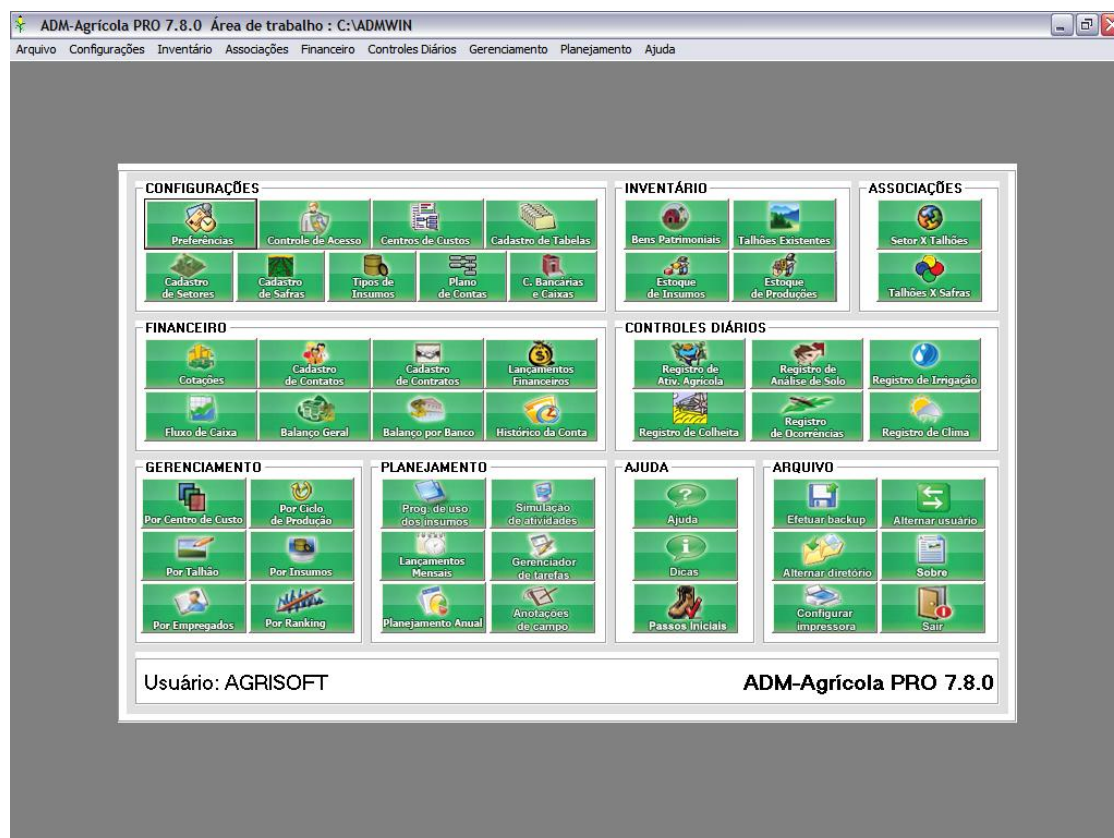 ADM-Agrícola PRO 7.8.0 Área de trabalho : C:\ADMWIN
Arquivo Configurações Inventário Associações Financeiro Controles Diários Gerenciamento Planejamento Ajuda
CONFIGURAÇÕES
Preferências
Controle de Acesso
Centros de Custos
Cadastro de Tabelas
Cadastro
de Setores
Cadastro
de Safras
Tipos de
Insumos
Plano
de Contas
C. Bancárias
e Caixas
INVENTÁRIO
Bens Patrimoniais
Talhões Existentes
Estoque
de Insumos
Estoque
de Produções
ASSOCIAÇÕES
Setor X Talhões
Talhões X Safras
FINANCEIRO
Cotações
Cadastro
de Contatos
Cadastro
de Contratos
Lançamentos
Financeiros
Fluxo de Caixa
Balanço Geral
Balanço por Banco
Histórico da Conta
CONTROLES DIÁRIOS
Registro de
Ativ. Agrícola
Registro de
Análise de Solo
Registro de Irrigação
Registro de Colheita
Registro
de Ocorrências
Registro de Clima
GERENCIAMENTO
Por Centro de Custo
Por Ciclo
de Produção
Por Talhão
Por Insumos
Por Empregados
Por Ranking
PLANEJAMENTO
Prog. de uso
dos insumos
Simulação
de atividades
Lançamentos
Mensais
Gerenciador
de tarefas
Planejamento Anual
Anotações
de campo
AJUDA
Ajuda
Dicas
Passos Iniciais
ARQUIVO
Efetuar backup
Alternar usuário
Alternar diretório
Sobre
Configurar
impressora
Sair
Usuário: AGRISOFT
ADM-Agrícola PRO 7.8.0